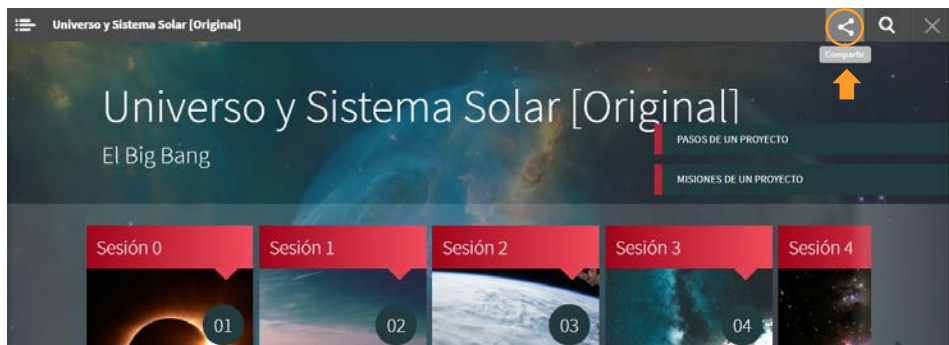 Universo y Sistema Solar [Original]
Compartir
Universo y Sistema Solar [Original]
El Big Bang
PASOS DE UN PROYECTO
MISIONES DE UN PROYECTO
Sesión 0
Sesión 1
Sesión 2
Sesión 3
Sesión 4
01
02
03
04